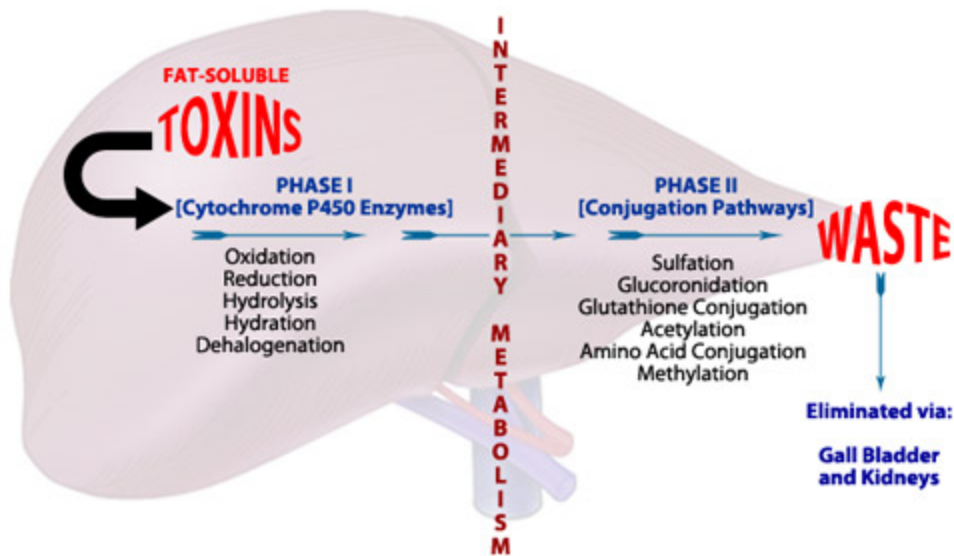 FAT-SOLUBLE
TOXINS
PHASE I
[Cytochrome P450 Enzymes]
Oxidation
Reduction
Hydrolysis
Hydration
Dehalogenation
INTERMEDIARY METABOLISM
PHASE II
[Conjugation Pathways]
Sulfation
Glucoronidation
Glutathione Conjugation
Acetylation
Amino Acid Conjugation
Methylation
WASTE
Eliminated via:
Gall Bladder
and Kidneys